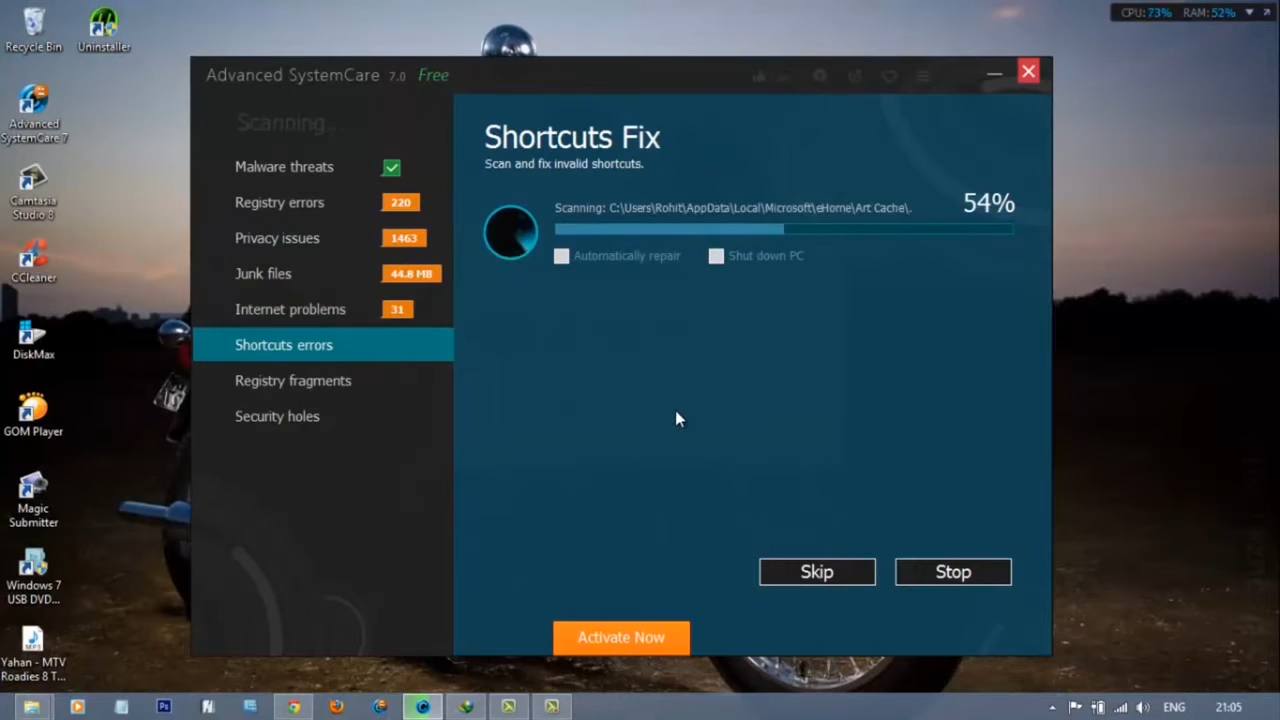 CPU: 73% RAM: 52%
Recycle Bin
Uninstaller
Advanced
SystemCare 7
Camtasia
Studio 8
CCleaner
DiskMax
GOM Player
Magic
Submitter
Windows 7
USB DVD...
Yahan - MTV
Roadies 8 T...
Advanced SystemCare 7.0 Free
Scanning...
Malware threats
Registry errors 220
Privacy issues 1463
Junk files 44.8 MB
Internet problems 31
Shortcuts errors
Registry fragments
Security holes
Shortcuts Fix
Scan and fix invalid shortcuts.
Scanning: C:\Users\Rohit\AppData\Local\Microsoft\eHome\Art Cache\.
54%
Automatically repair
Shut down PC
Skip
Stop
Activate Now
ENG
21:05